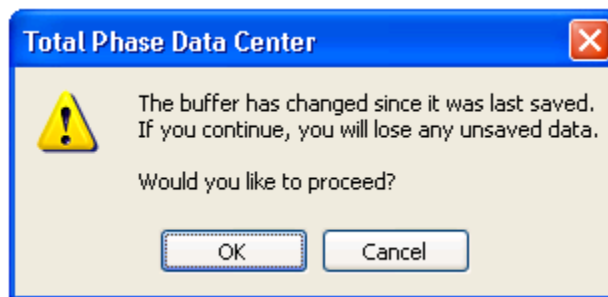 Total Phase Data Center
The buffer has changed since it was last saved.
If you continue, you will lose any unsaved data.
Would you like to proceed?
OK
Cancel